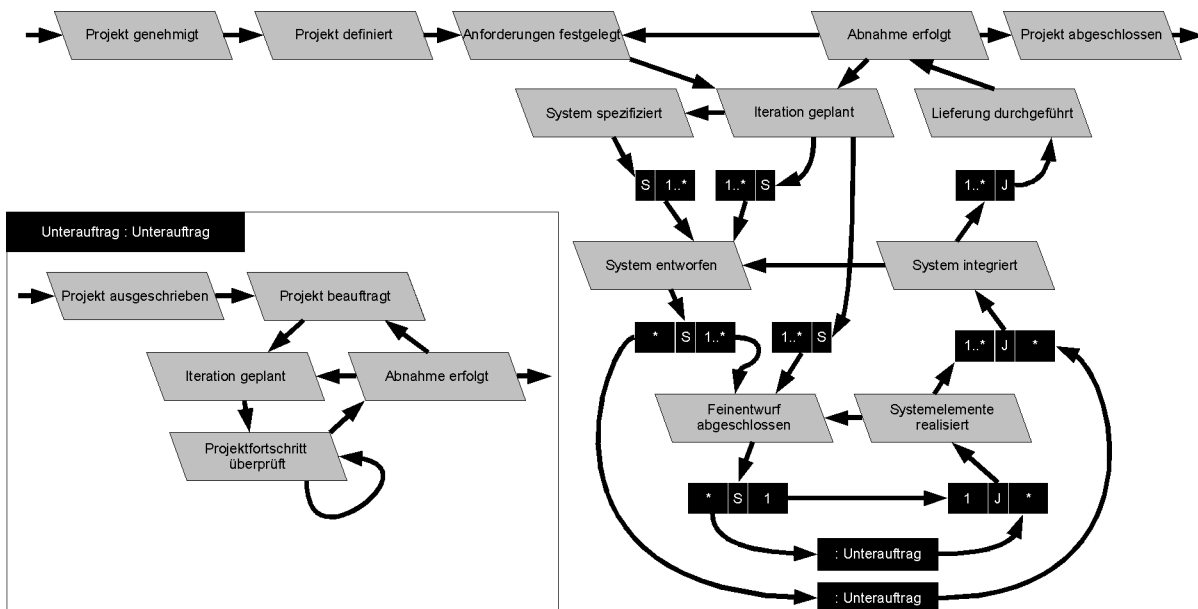 Projekt genehmigt
Projekt definiert
Anforderungen festgelegt
Abnahme erfolgt
Projekt abgeschlossen
System spezifiziert
Iteration geplant
Lieferung durchgeführt
S 1..*
1..* S
1..* J
Unterauftrag : Unterauftrag
System entworfen
System integriert
Projekt ausgeschrieben
Projekt beauftragt
* S 1..*
1..* S
1..* J *
Iteration geplant
Abnahme erfolgt
Feinentwurf
abgeschlossen
Systemelemente
realisiert
Projektfortschritt
überprüft
* S 1
1 J *
: Unterauftrag
: Unterauftrag